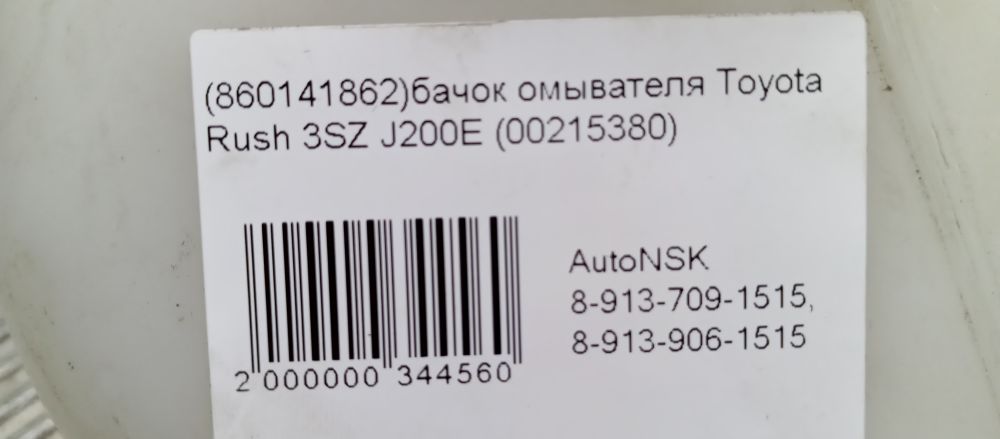 (860141862)бачок омывателя Toyota
Rush 3SZ J200E (00215380)
AutoNSK
8-913-709-1515,
8-913-906-1515
2 000000 344560